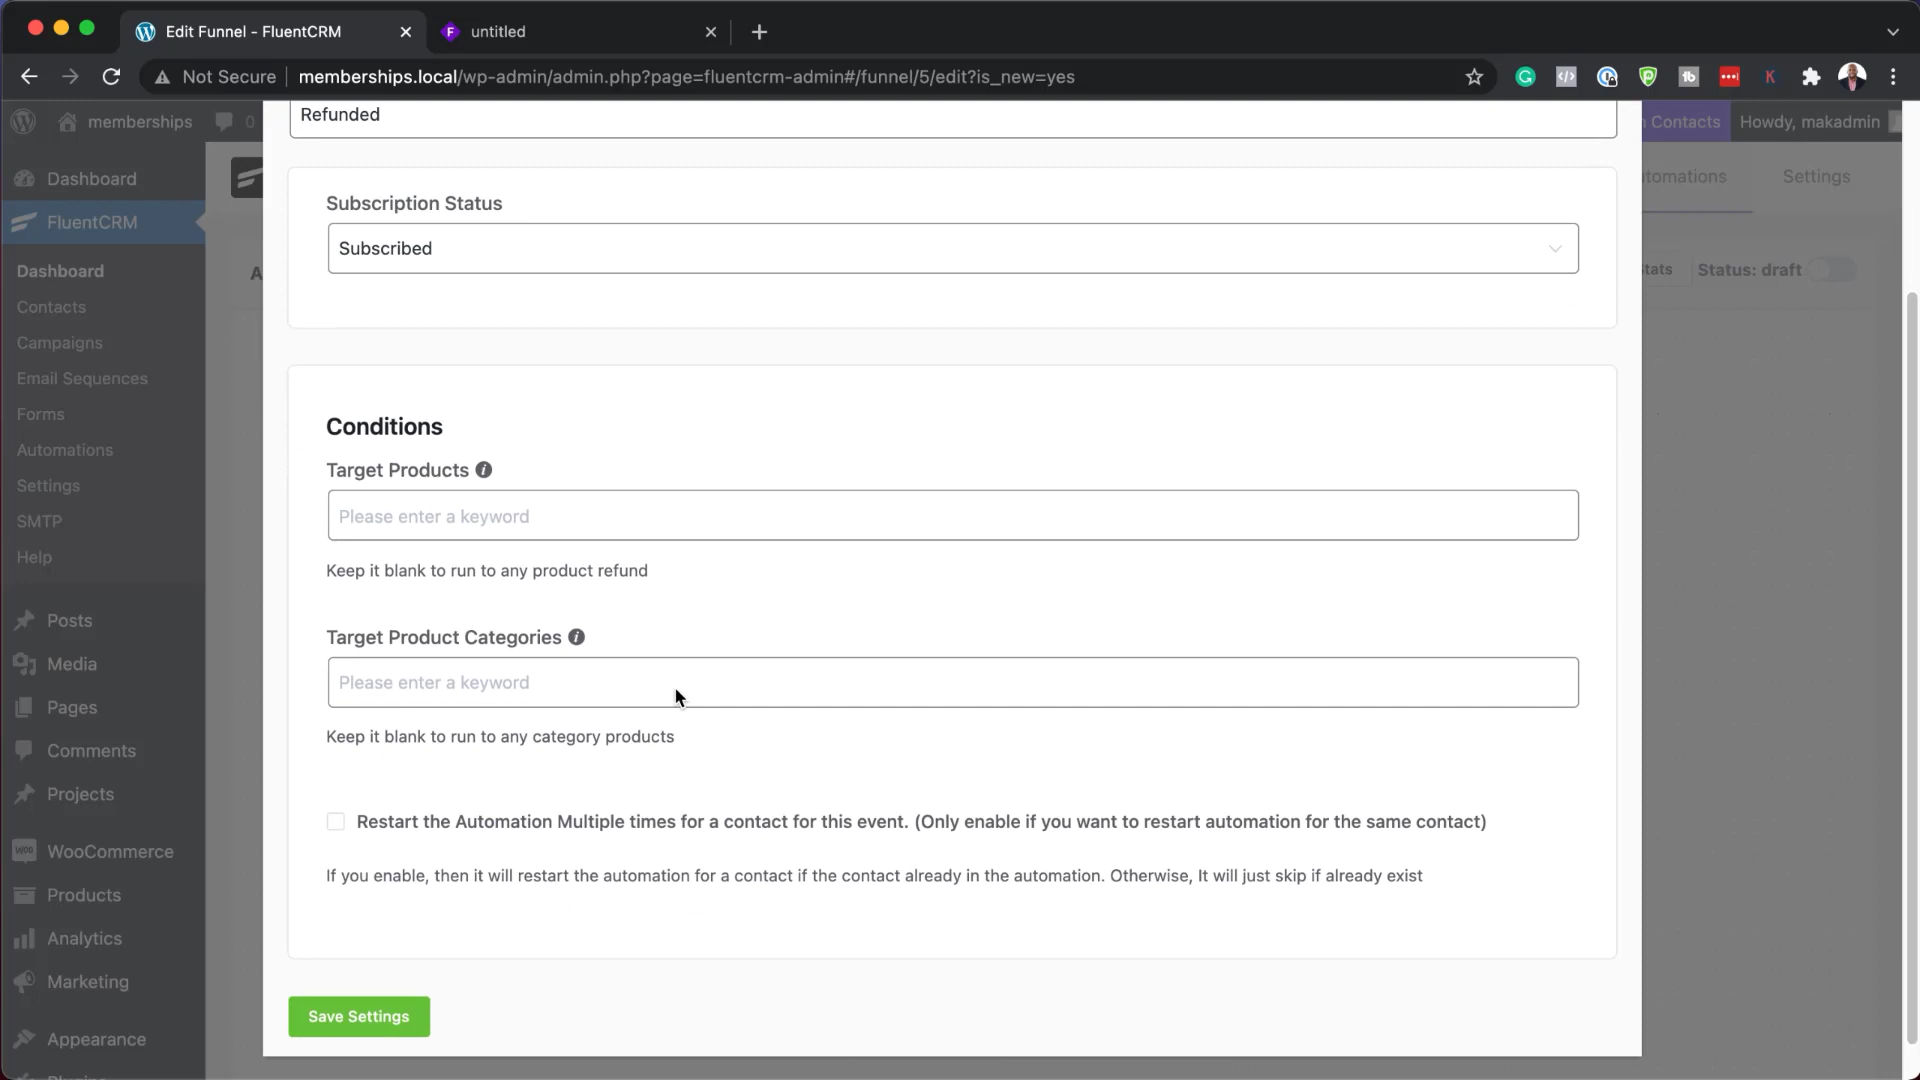 Edit Funnel - FluentCRM
untitled
Not Secure
memberships.local/wp-admin/admin.php?page=fluentcrm-admin#/funnel/5/edit?is_new=yes
memberships
0
Contacts
Howdy, makadmin
Refunded
Dashboard
FluentCRM
Dashboard
Contacts
Campaigns
Email Sequences
Forms
Automations
Settings
SMTP
Help
Posts
Media
Pages
Comments
Projects
WooCommerce
Products
Analytics
Marketing
Appearance
tomations
Settings
A
tats
Status: draft
Subscription Status
Subscribed
Conditions
Target Products
Please enter a keyword
Keep it blank to run to any product refund
Target Product Categories
Please enter a keyword
Keep it blank to run to any category products
Restart the Automation Multiple times for a contact for this event. (Only enable if you want to restart automation for the same contact)
If you enable, then it will restart the automation for a contact if the contact already in the automation. Otherwise, It will just skip if already exist
Save Settings